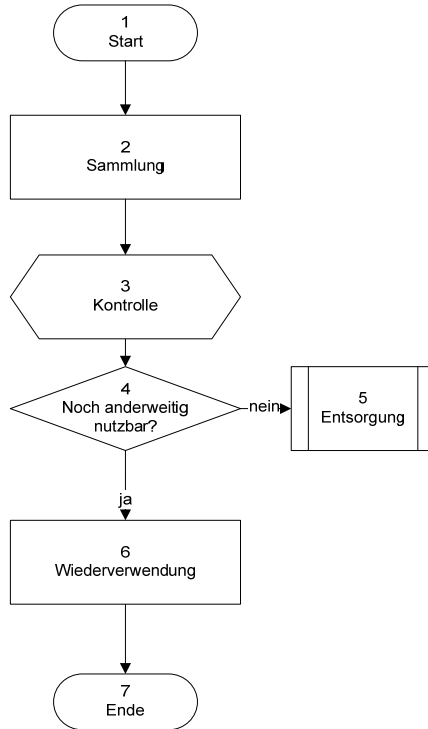 1
Start
2
Sammlung
3
Kontrolle
4
Noch anderweitig
nutzbar?
nein
5
Entsorgung
ja
6
Wiederverwendung
7
Ende